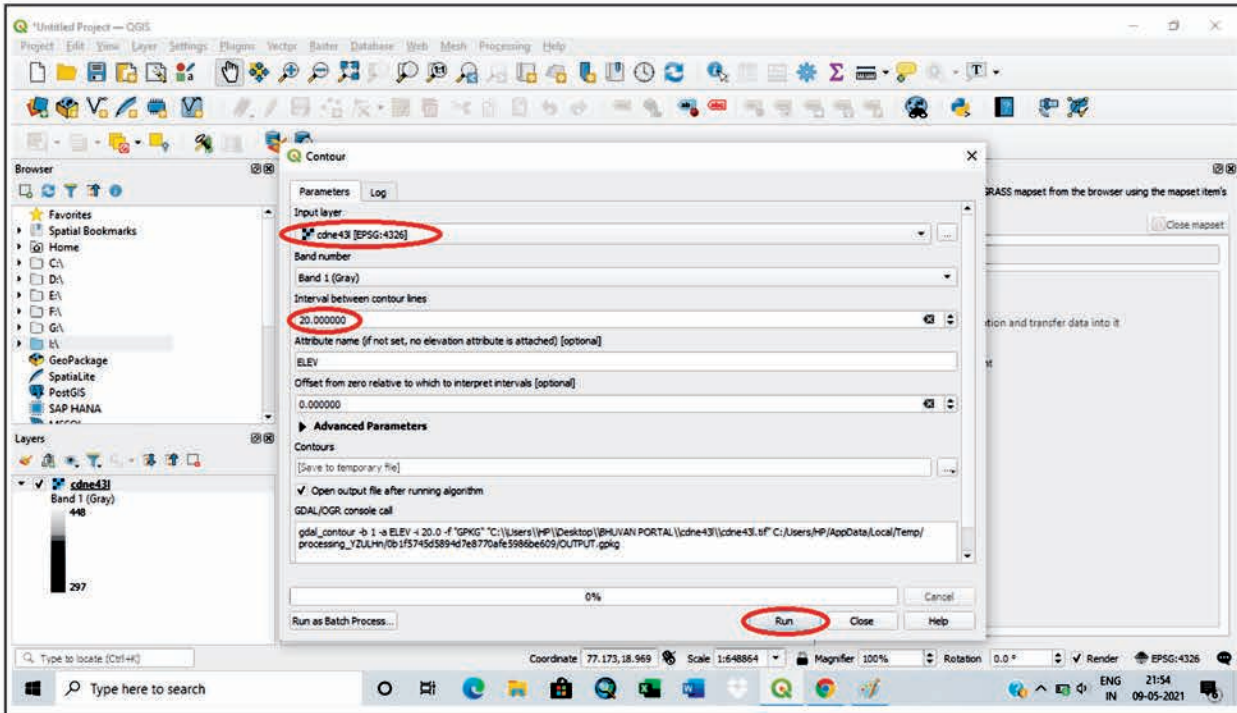 *Untitled Project — QGIS
Project Edit View Layer Settings Plugins Vector Raster Database Web Mesh Processing Help
Browser
Favorites
Spatial Bookmarks
Home
C:\
D:\
E:\
F:\
G:\
I:\
GeoPackage
SpatiaLite
PostGIS
SAP HANA
MSSQL
Layers
cdne43l
Band 1 (Gray)
448
297
Contour
Parameters Log
Input layer
cdne43l [EPSG:4326]
Band number
Band 1 (Gray)
Interval between contour lines
20.000000
Attribute name (if not set, no elevation attribute is attached) [optional]
ELEV
Offset from zero relative to which to interpret intervals [optional]
0.000000
Advanced Parameters
Contours
[Save to temporary file]
Open output file after running algorithm
GDAL/OGR console call
gdal_contour -b 1 -a ELEV -i 20.0 -f "GPKG" "C:\\Users\\HP\\Desktop\\BHUVAN PORTAL\\cdne43l\\cdne43l.tif" C:/Users/HP/AppData/Local/Temp/
processing_YZULHn/0b1f5745d5894d7e8770afe5986be609/OUTPUT.gpkg
0%
Cancel
Run as Batch Process...
Run
Close
Help
GRASS mapset from the browser using the mapset item's
Close mapset
tion and transfer data into it
nt
Type to locate (Ctrl+K)
Coordinate 77.173,18.969 Scale 1:648864 Magnifier 100% Rotation 0.0 ° Render EPSG:4326
Type here to search
ENG
IN
21:54
09-05-2021